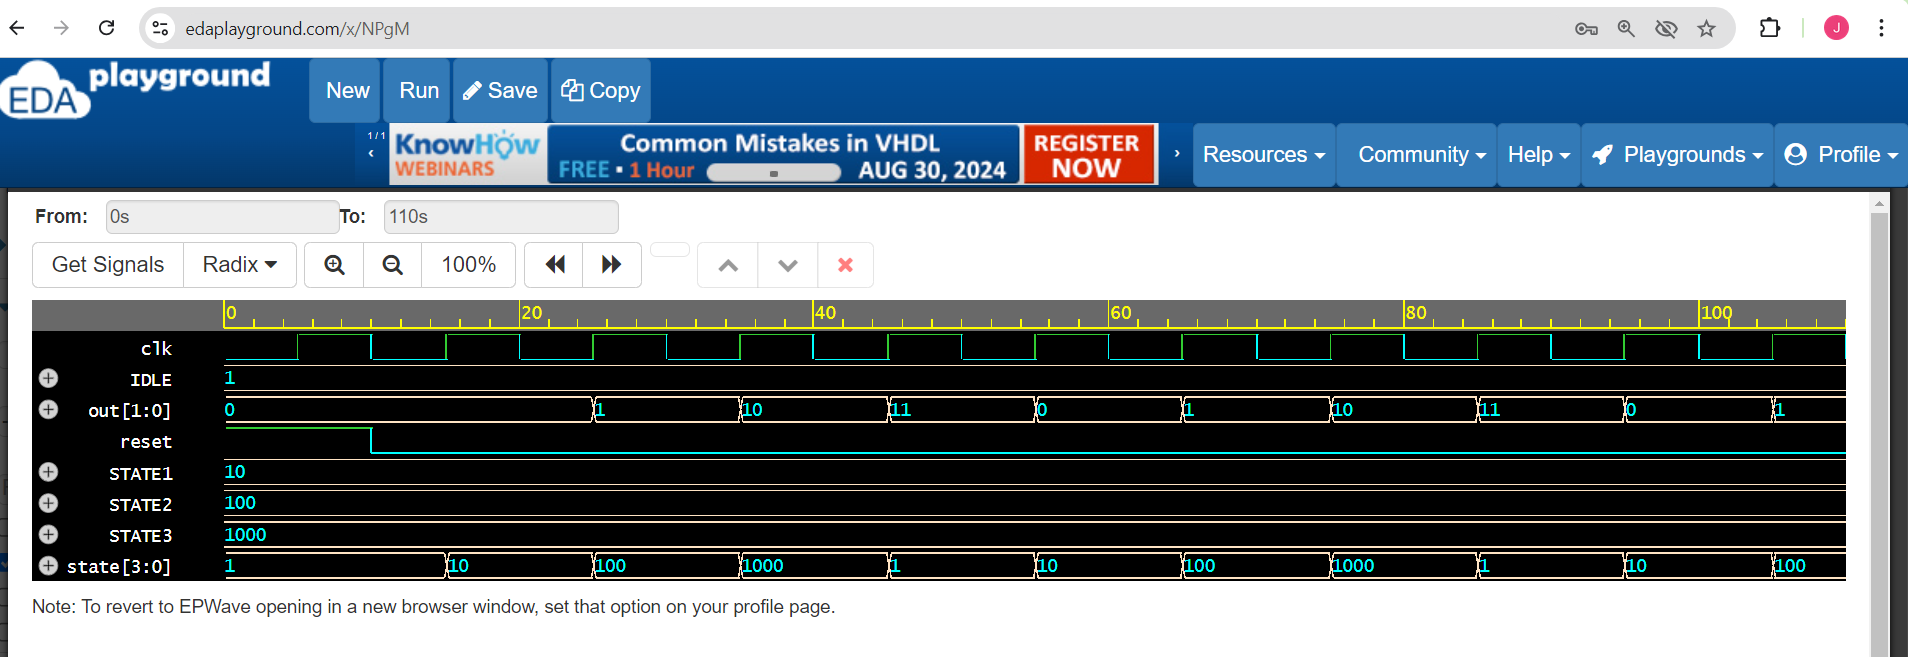 edaplayground.com/x/NPgM
J
EDA playground
New Run Save Copy
1/1
‹ KnowHow WEBINARS
Common Mistakes in VHDL
FREE • 1 Hour
AUG 30, 2024
REGISTER NOW ›
Resources Community Help Playgrounds Profile
From: 0s To: 110s
Get Signals Radix 100%
0 20 40 60 80 100
clk
IDLE 1
out[1:0] 0 1 10 11 0 1 10 11 0 1
reset
STATE1 10
STATE2 100
STATE3 1000
state[3:0] 1 10 100 1000 1 10 100 1000 1 10 100
Note: To revert to EPWave opening in a new browser window, set that option on your profile page.